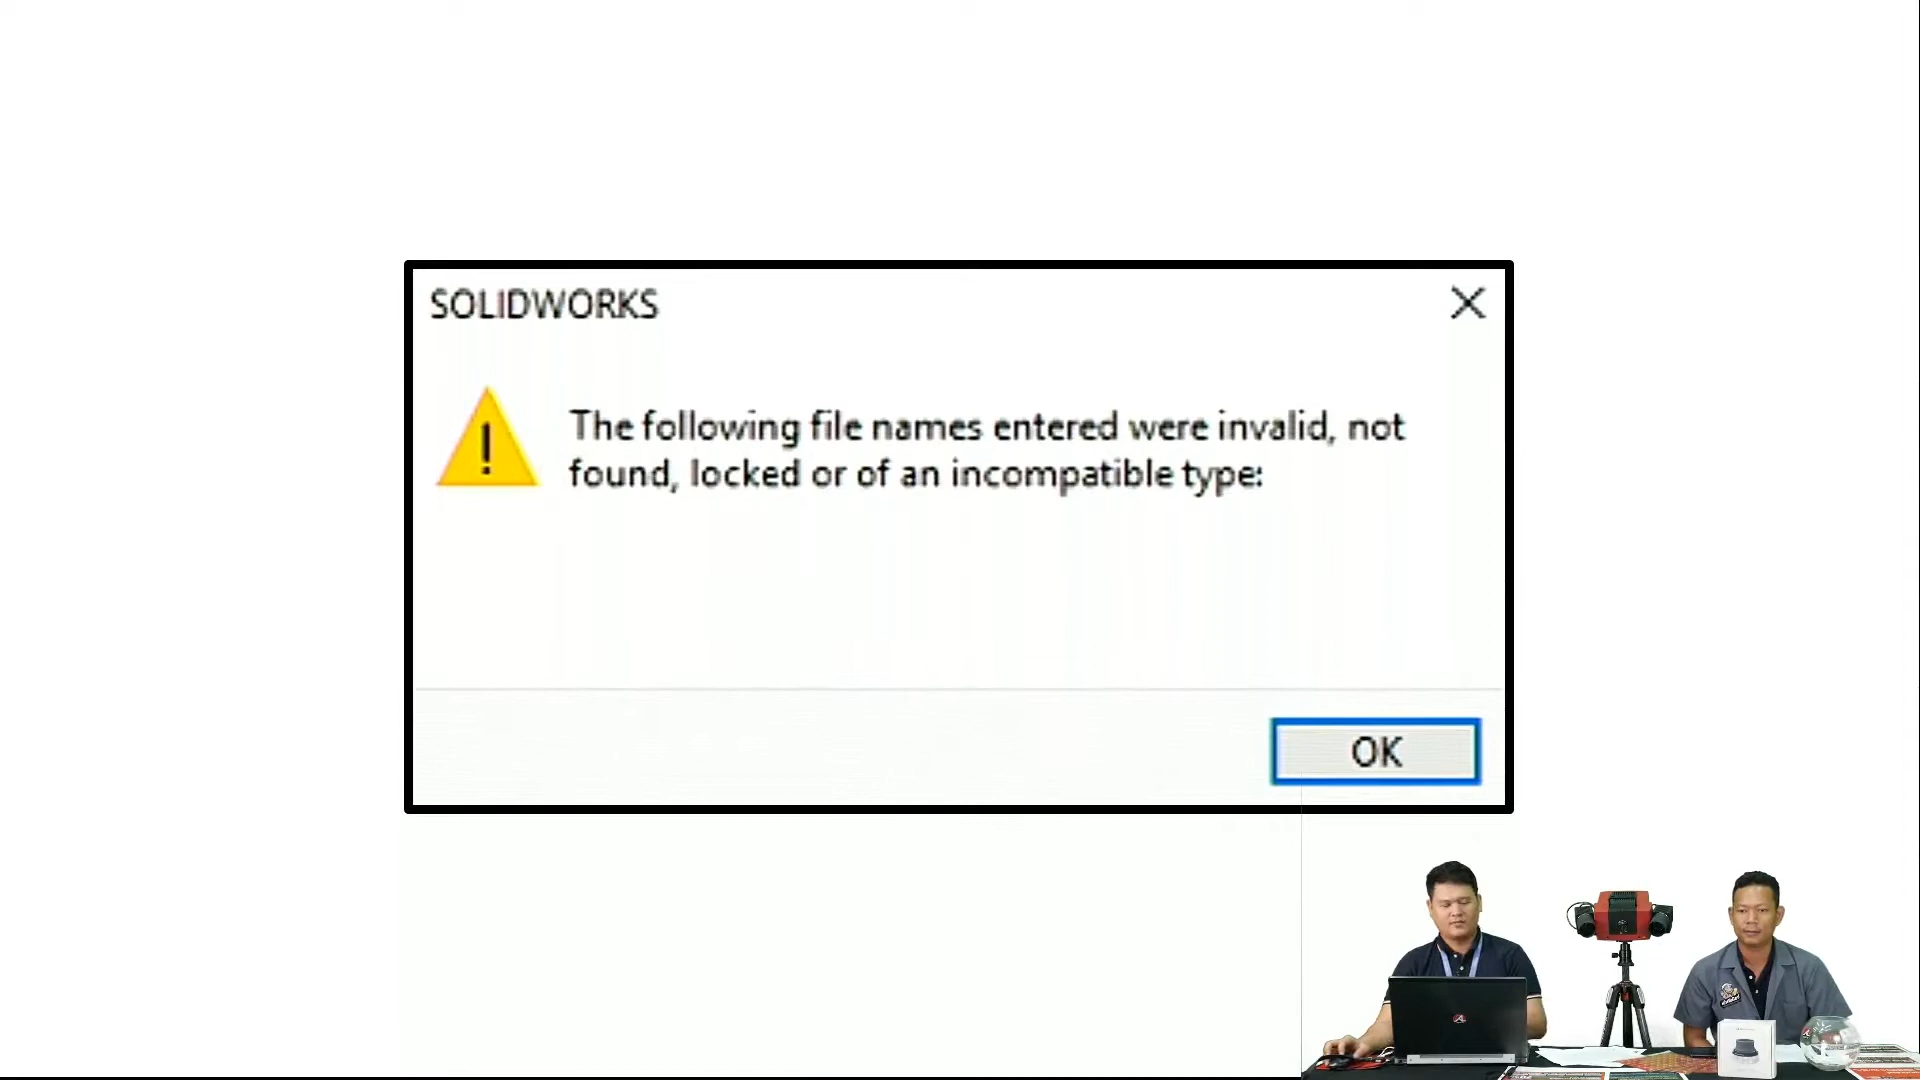 SOLIDWORKS
The following file names entered were invalid, not
found, locked or of an incompatible type:
OK